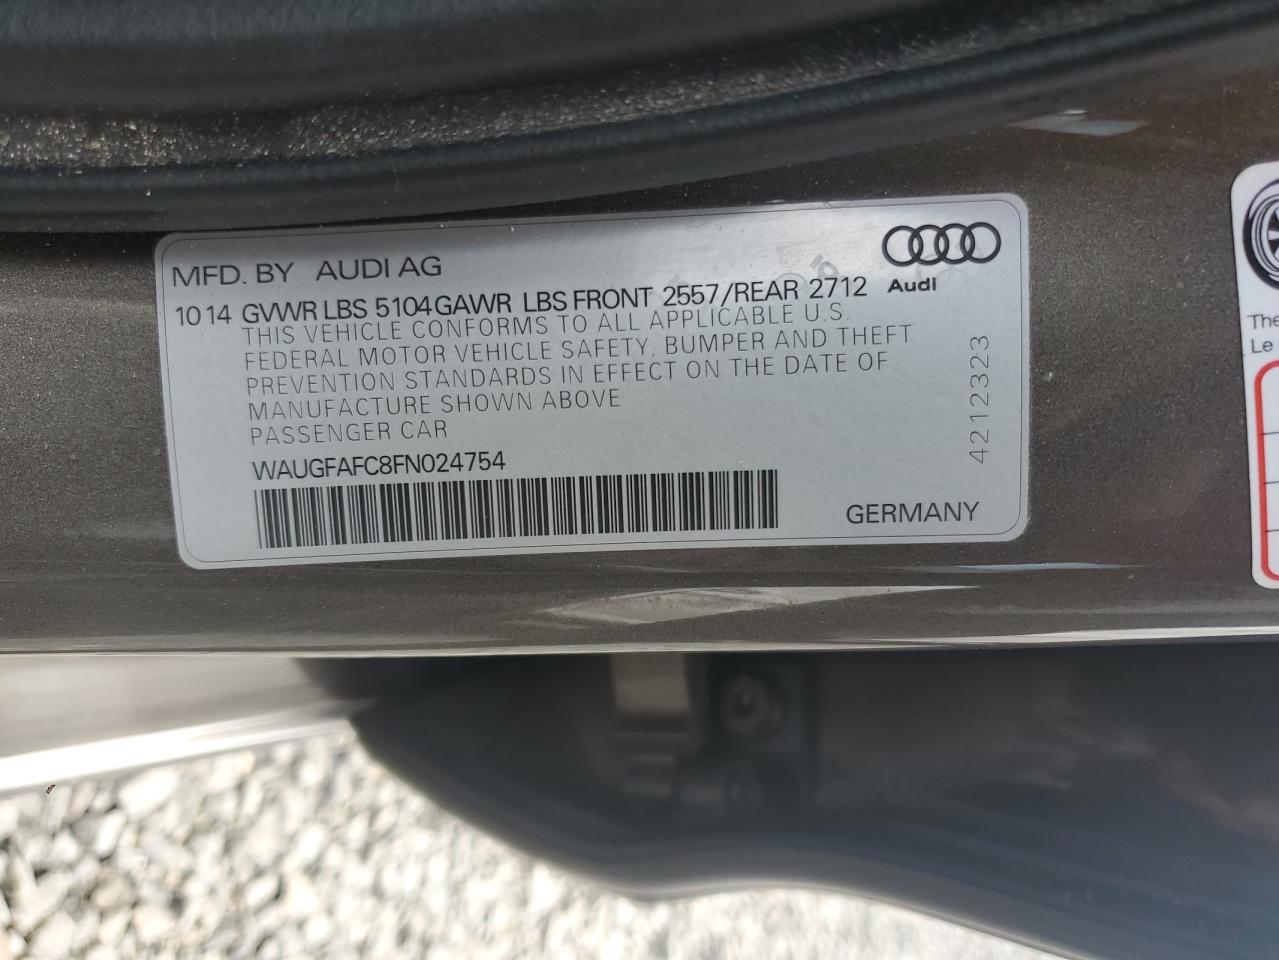 MFD. BY AUDI AG
Audi
10 14 GVWR LBS 5104 GAWR LBS FRONT 2557/REAR 2712
THIS VEHICLE CONFORMS TO ALL APPLICABLE U.S.
FEDERAL MOTOR VEHICLE SAFETY, BUMPER AND THEFT
PREVENTION STANDARDS IN EFFECT ON THE DATE OF
MANUFACTURE SHOWN ABOVE
PASSENGER CAR
WAUGFAFC8FN024754
GERMANY
4212323
The
Le